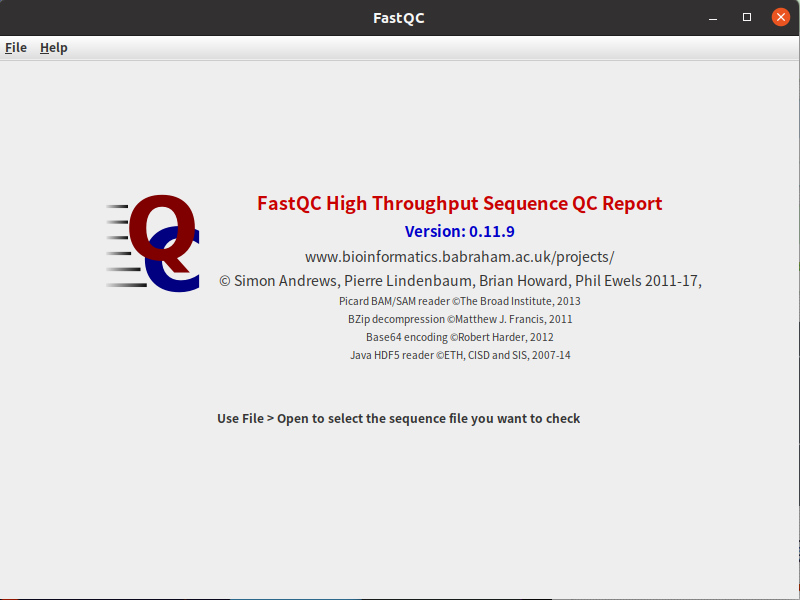 FastQC
File Help
FastQC High Throughput Sequence QC Report
Version: 0.11.9
www.bioinformatics.babraham.ac.uk/projects/
© Simon Andrews, Pierre Lindenbaum, Brian Howard, Phil Ewels 2011-17,
Picard BAM/SAM reader ©The Broad Institute, 2013
BZip decompression ©Matthew J. Francis, 2011
Base64 encoding ©Robert Harder, 2012
Java HDF5 reader ©ETH, CISD and SIS, 2007-14
Use File > Open to select the sequence file you want to check